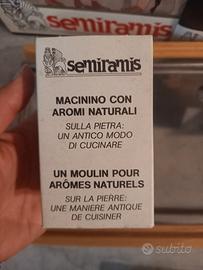 semiramis
MACININO CON
AROMI NATURALI
SULLA PIETRA:
UN ANTICO MODO
DI CUCINARE
UN MOULIN POUR
ARÔMES NATURELS
SUR LA PIERRE:
UNE MANIERE ANTIQUE
DE CUISINER
subito